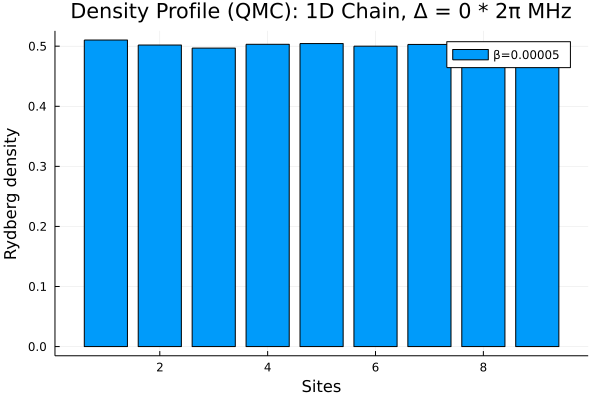 Density Profile (QMC): 1D Chain, Δ = 0 * 2π MHz
β=0.00005
Rydberg density
0.5
0.4
0.3
0.2
0.1
0.0
2 4 6 8
Sites